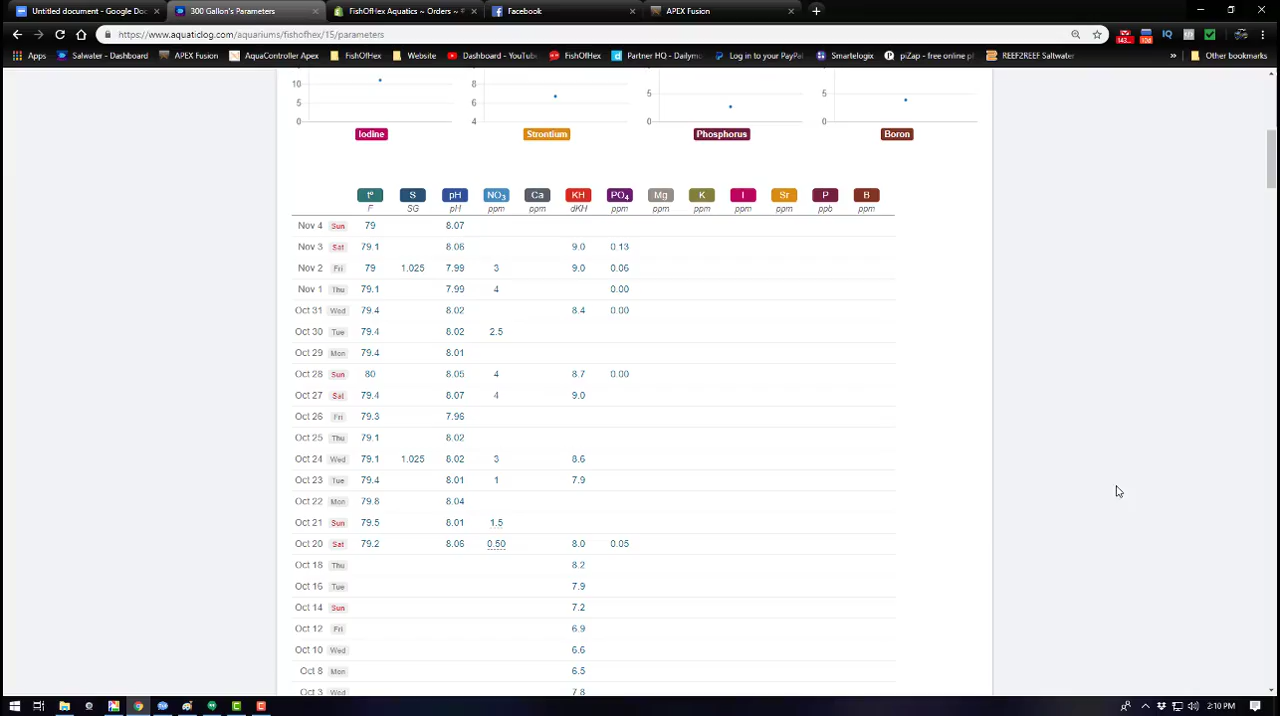 Undocumented document - Google Doc
300 Gallon's Parameters
FishOfHex Aquatics ~ Orders ~ F
Facebook
APEX Fusion
https://www.aquaticlog.com/aquariums/fishofhex/15/parameters
Apps Salwater - Dashboard APEX Fusion AquaController Apex FishOfHex Website Dashboard - YouTub FishOfHex Partner HO - Dailym Log in to your PayPal Smartelogix piZap - free online p REEF2REEF Saltwater » Other bookmarks
10 8 5 5
5 6
0 4 0 0
Iodine Strontium Phosphorus Boron
t° S pH NO3 Ca KH PO4 Mg K I Sr P B
F SG pH ppm ppm dKH ppm ppm ppm ppm ppm ppb ppm
Nov 4 Sun 79 8.07
Nov 3 Sat 79.1 8.06 9.0 0.13
Nov 2 Fri 79 1.025 7.99 3 9.0 0.06
Nov 1 Thu 79.1 7.99 4 0.00
Oct 31 Wed 79.4 8.02 8.4 0.00
Oct 30 Tue 79.4 8.02 2.5
Oct 29 Mon 79.4 8.01
Oct 28 Sun 80 8.05 4 8.7 0.00
Oct 27 Sat 79.4 8.07 4 9.0
Oct 26 Fri 79.3 7.96
Oct 25 Thu 79.1 8.02
Oct 24 Wed 79.1 1.025 8.02 3 8.6
Oct 23 Tue 79.4 8.01 1 7.9
Oct 22 Mon 79.8 8.04
Oct 21 Sun 79.5 8.01 1.5
Oct 20 Sat 79.2 8.06 0.50 8.0 0.05
Oct 18 Thu 8.2
Oct 16 Tue 7.9
Oct 14 Sun 7.2
Oct 12 Fri 6.9
Oct 10 Wed 6.6
Oct 8 Mon 6.5
Oct 3 Wed 7.8
2:10 PM